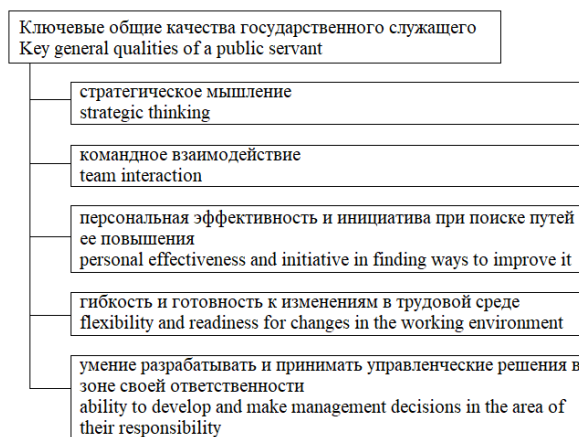 Ключевые общие качества государственного служащего
Key general qualities of a public servant
стратегическое мышление
strategic thinking
командное взаимодействие
team interaction
персональная эффективность и инициатива при поиске путей
ее повышения
personal effectiveness and initiative in finding ways to improve it
гибкость и готовность к изменениям в трудовой среде
flexibility and readiness for changes in the working environment
умение разрабатывать и принимать управленческие решения в
зоне своей ответственности
ability to develop and make management decisions in the area of
their responsibility